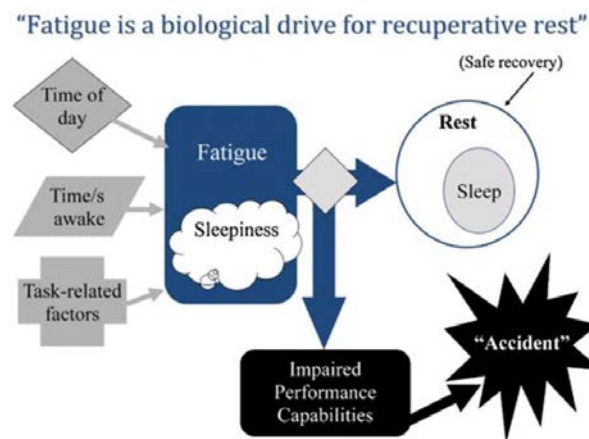 “Fatigue is a biological drive for recuperative rest”
(Safe recovery)
Time of
day
Fatigue
Rest
Sleep
Time/s
awake
Sleepiness
Task-related
factors
Impaired
Performance
Capabilities
“Accident”